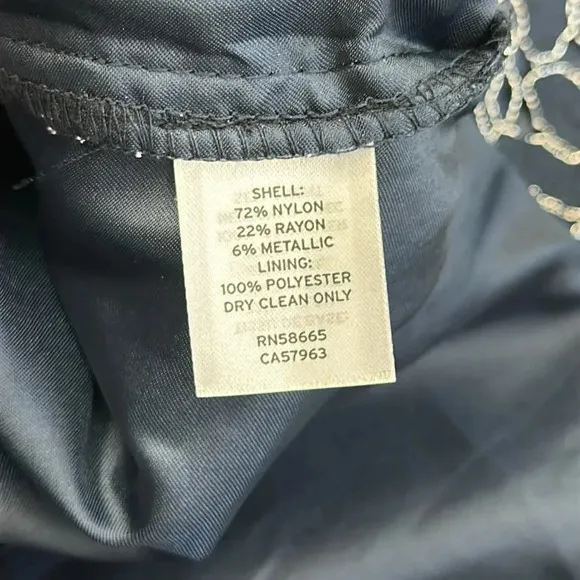 SHELL:
72% NYLON
22% RAYON
6% METALLIC
LINING:
100% POLYESTER
DRY CLEAN ONLY
RN58665
CA57963